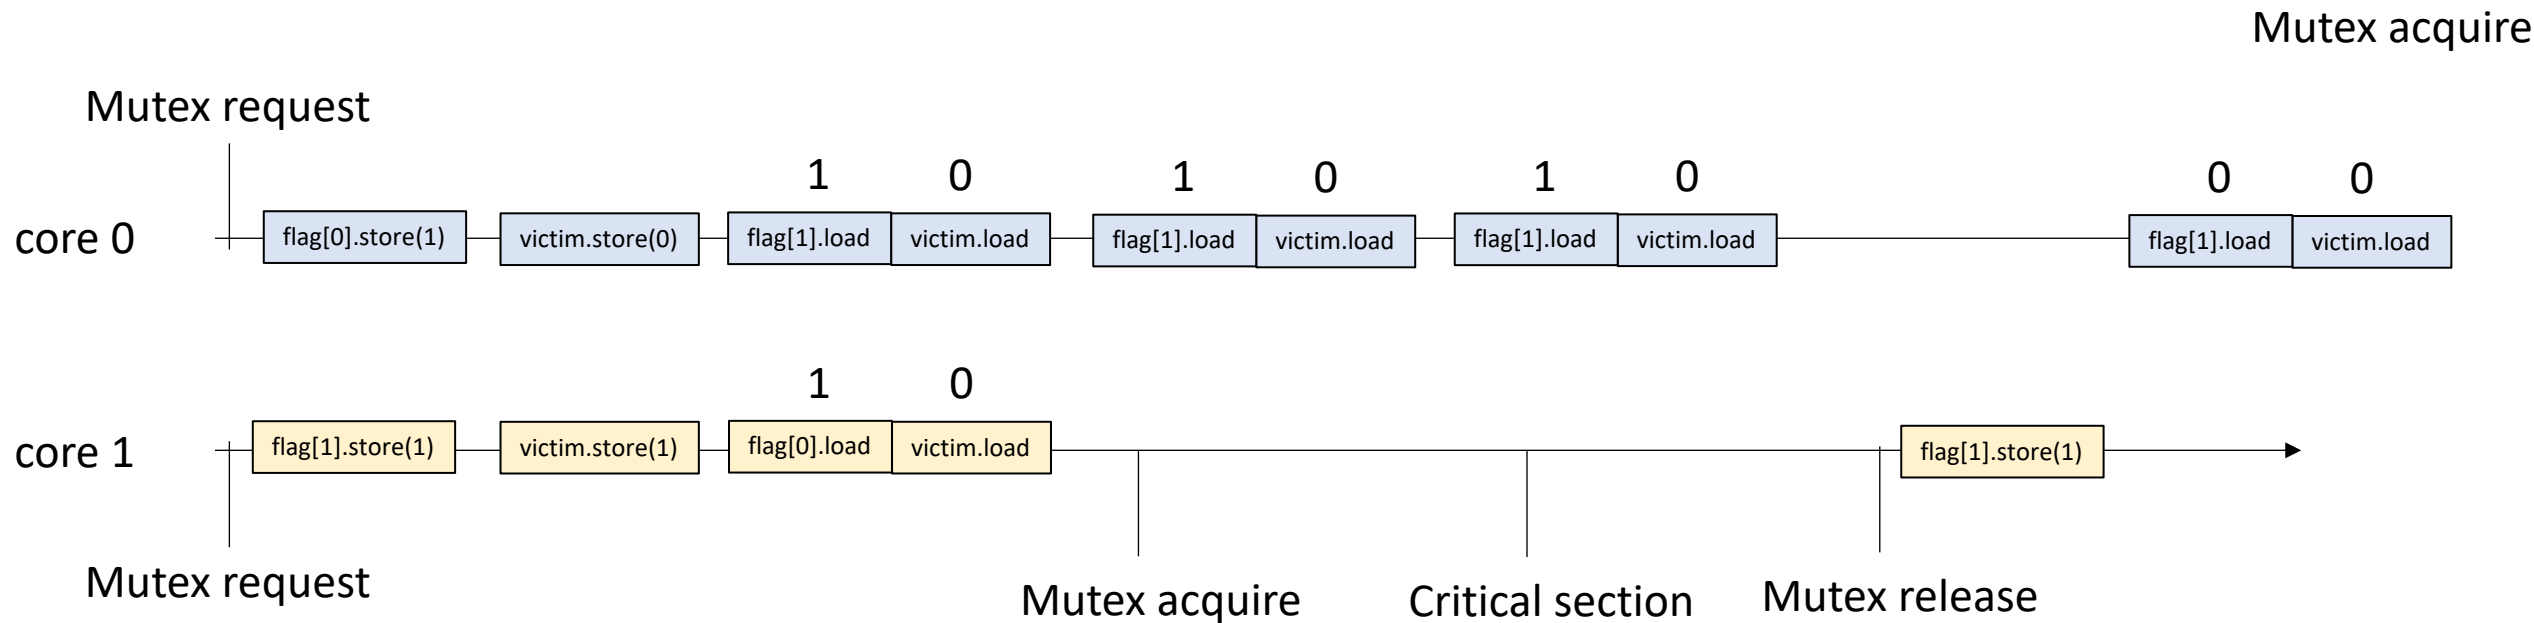 Mutex acquire
Mutex request
1 0 1 0 1 0 0 0
core 0 flag[0].store(1) victim.store(0) flag[1].load victim.load flag[1].load victim.load flag[1].load victim.load flag[1].load victim.load
1 0
core 1 flag[1].store(1) victim.store(1) flag[0].load victim.load flag[1].store(1)
Mutex request Mutex acquire Critical section Mutex release